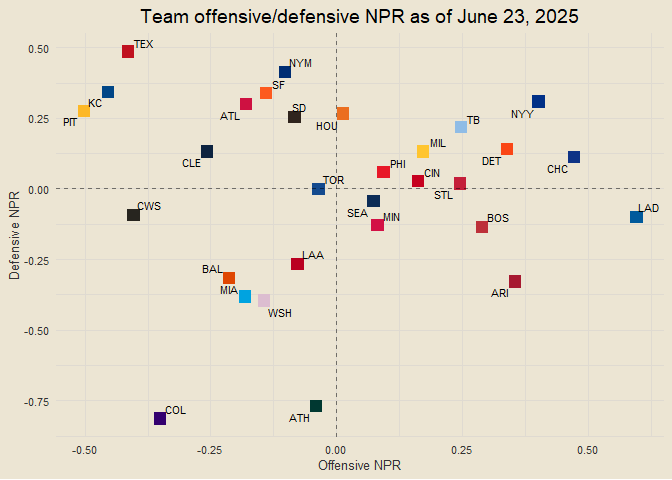 Team offensive/defensive NPR as of June 23, 2025
0.50
TEX
NYM
KC
SF
NYY
PIT
ATL
SD
0.25
HOU
TB
MIL
CLE
DET
CHC
PHI
CIN
TOR
0.00
STL
CWS
SEA
MIN
BOS
LAD
Defensive NPR
-0.25
LAA
BAL
MIA
ARI
WSH
-0.50
-0.75
COL
ATH
-0.50
-0.25
0.00
0.25
0.50
Offensive NPR